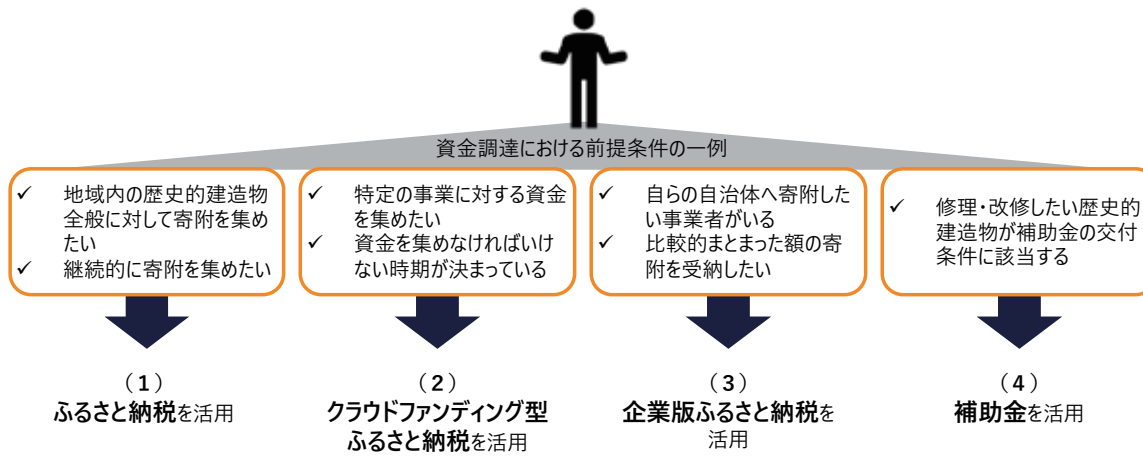 資金調達における前提条件の一例
✓ 地域内の歴史的建造物
全般に対して寄附を集め
たい
✓ 継続的に寄附を集めたい
✓ 特定の事業に対する資金
を集めたい
✓ 資金を集めなければいけ
ない時期が決まっている
✓ 自らの自治体へ寄附した
い事業者がいる
✓ 比較的まとまった額の寄
附を受納したい
✓ 修理・改修したい歴史的
建造物が補助金の交付
条件に該当する
（1）
ふるさと納税を活用
（2）
クラウドファンディング型
ふるさと納税を活用
（3）
企業版ふるさと納税を
活用
（4）
補助金を活用